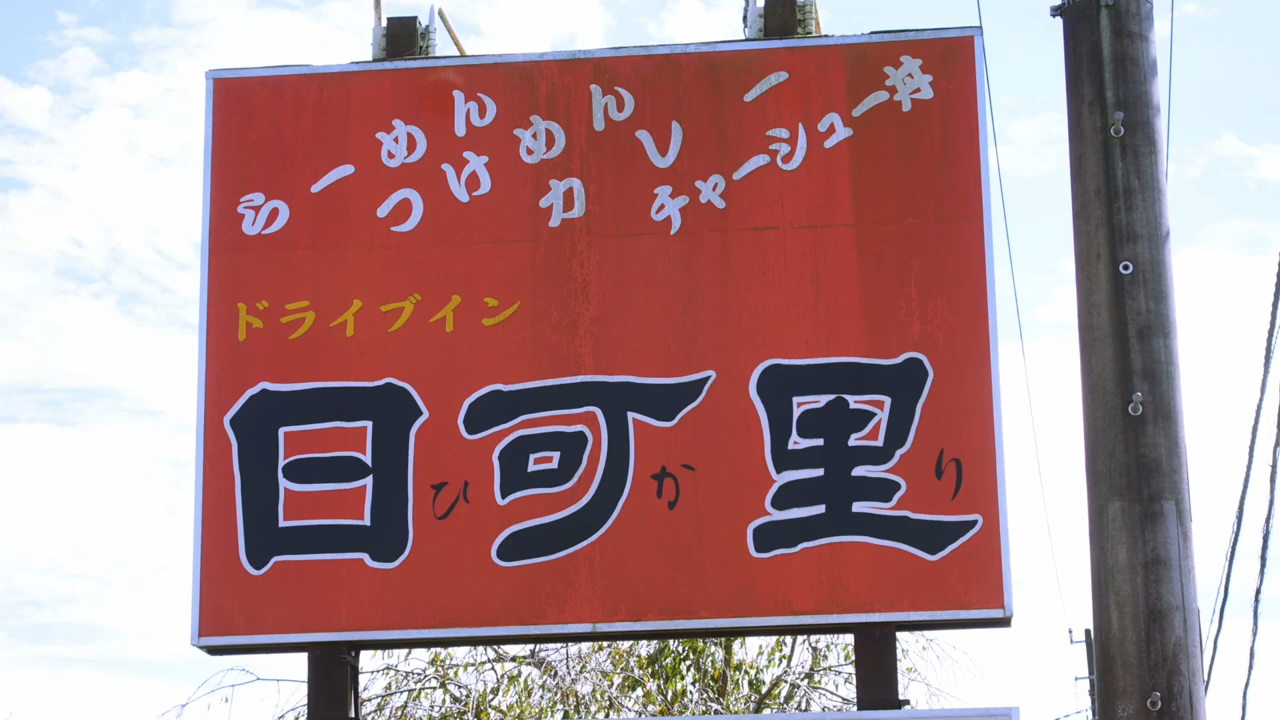 らーめん
つけめん
カレー
チャーシュー丼
ドライブイン
日可里
ひかり